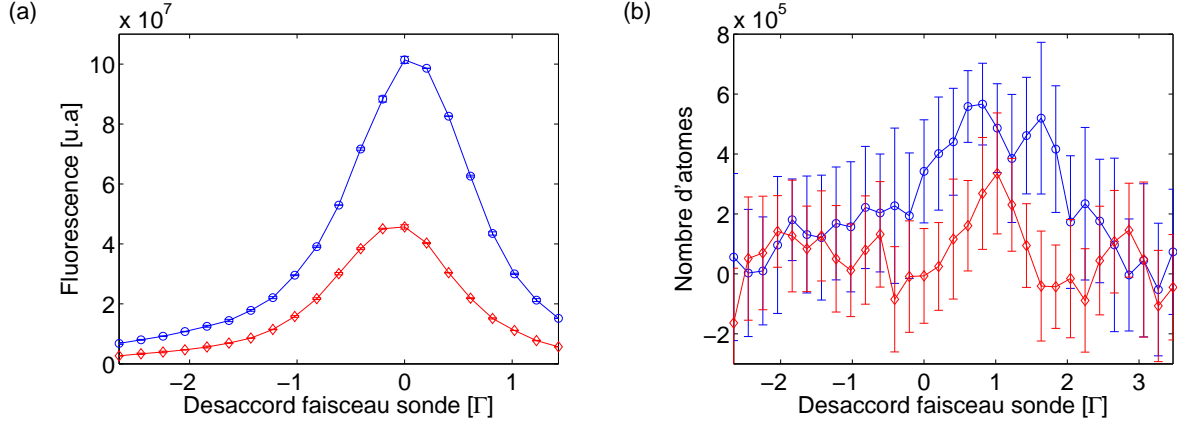 (a)
x 10^7
10
8
6
4
2
0
−2 −1 0 1
Fluorescence [u.a]
Desaccord faisceau sonde [Γ]
(b)
x 10^5
8
6
4
2
0
−2
−2 −1 0 1 2 3
Nombre d'atomes
Desaccord faisceau sonde [Γ]